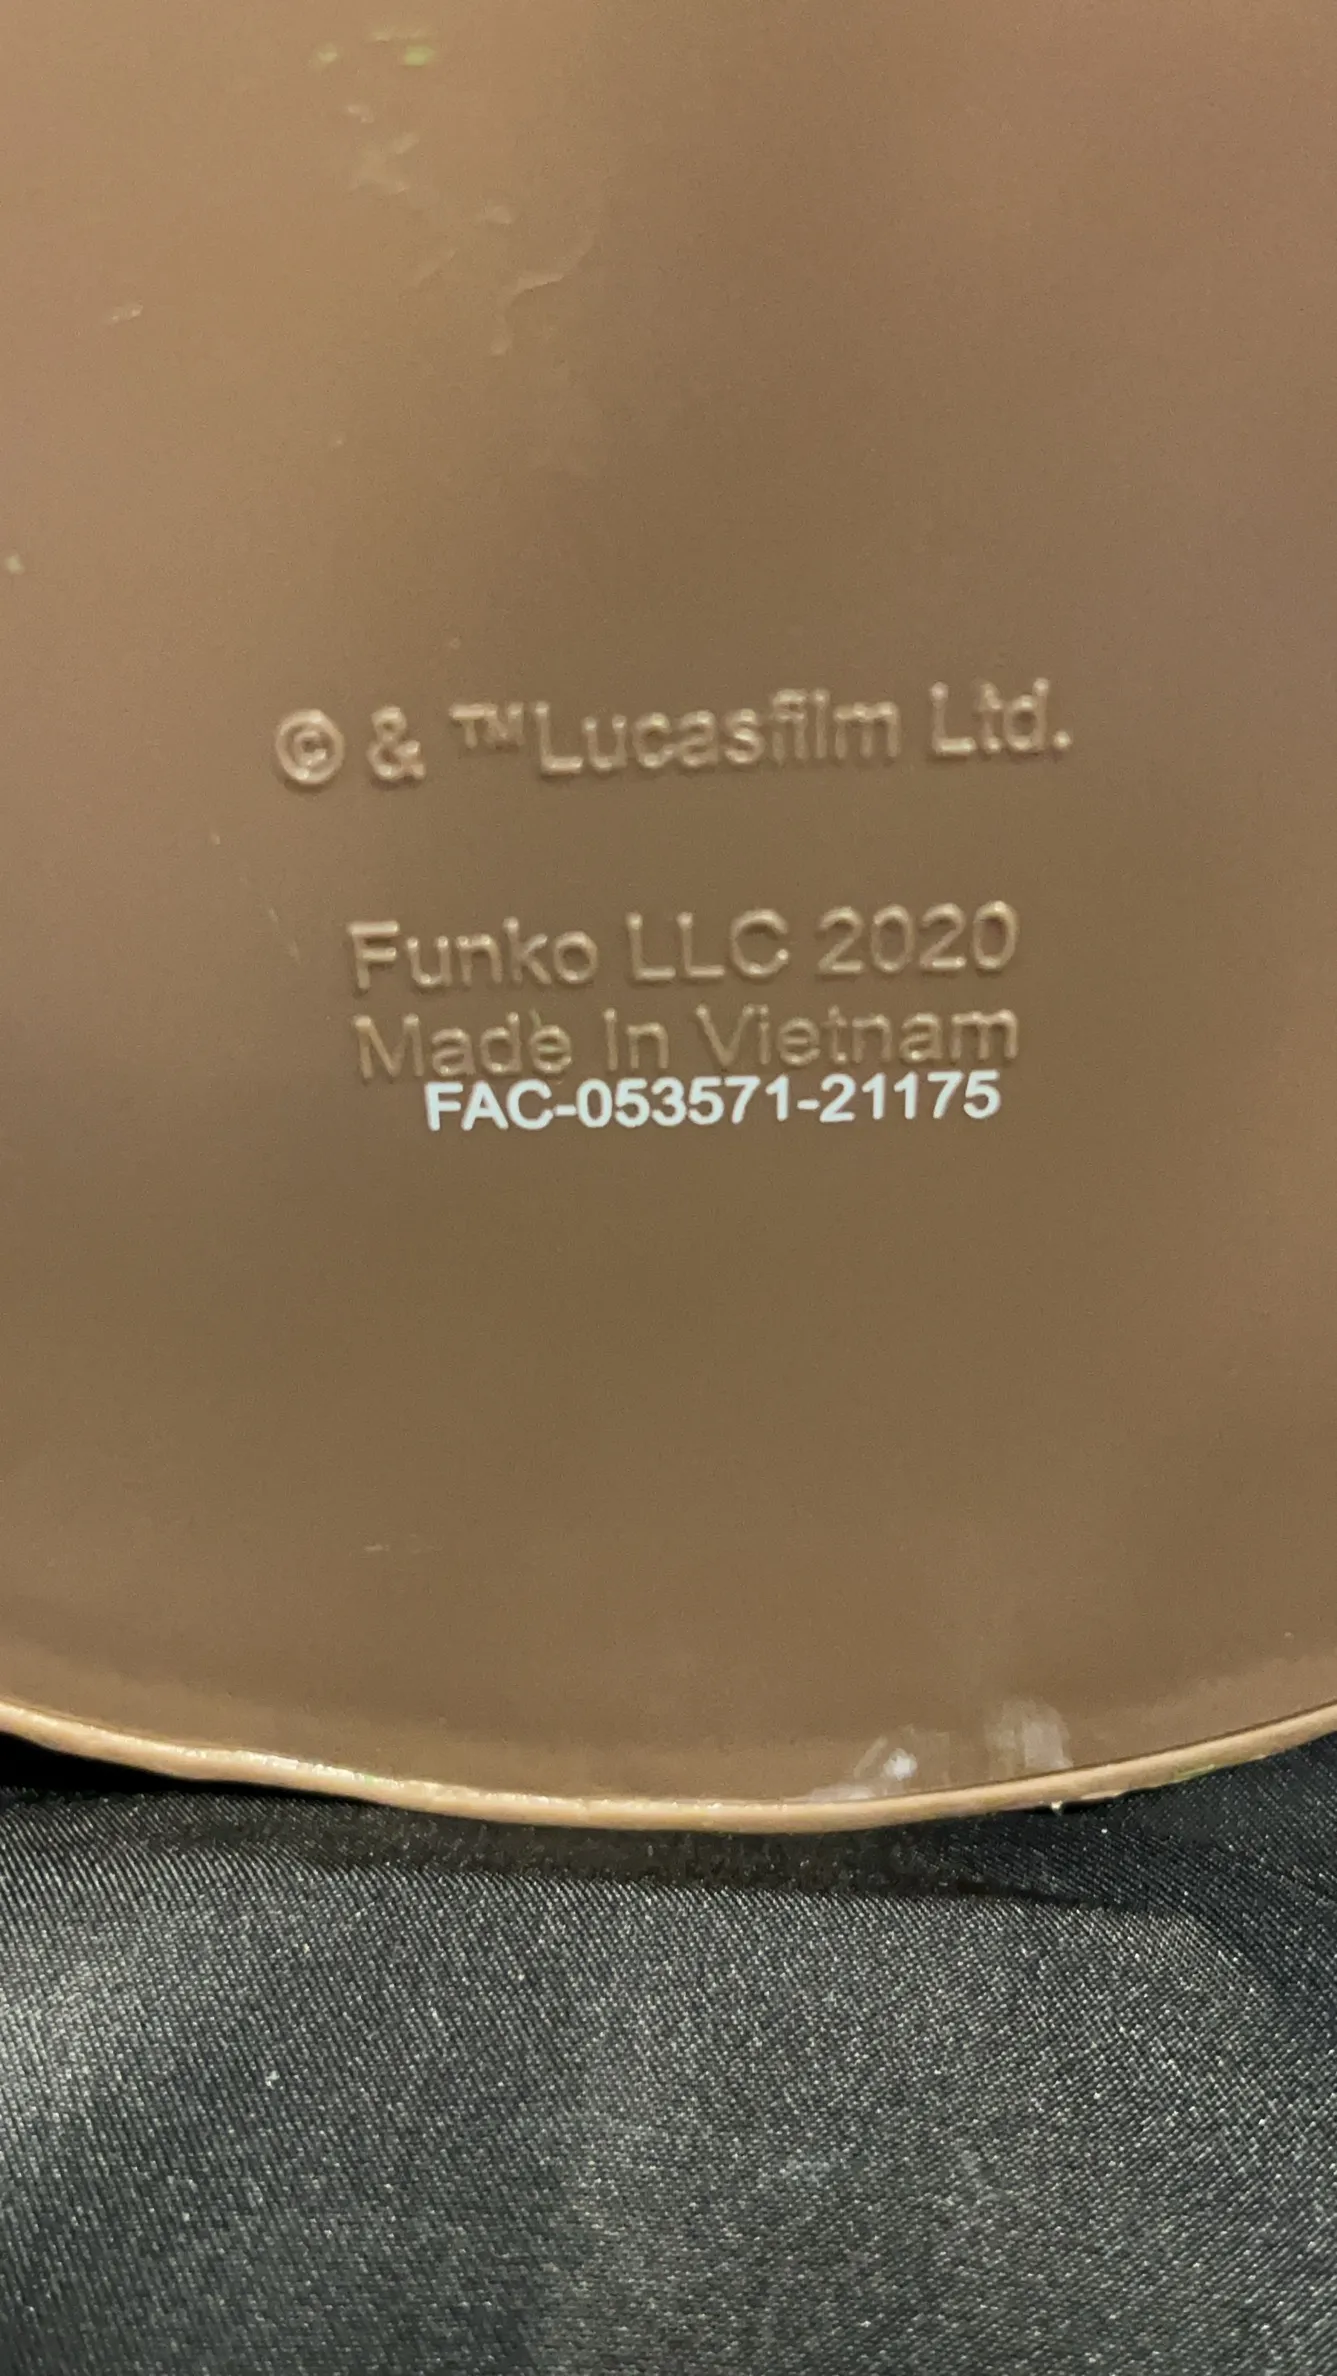 © & ™Lucasfilm Ltd.
Funko LLC 2020
Made In Vietnam
FAC-053571-21175